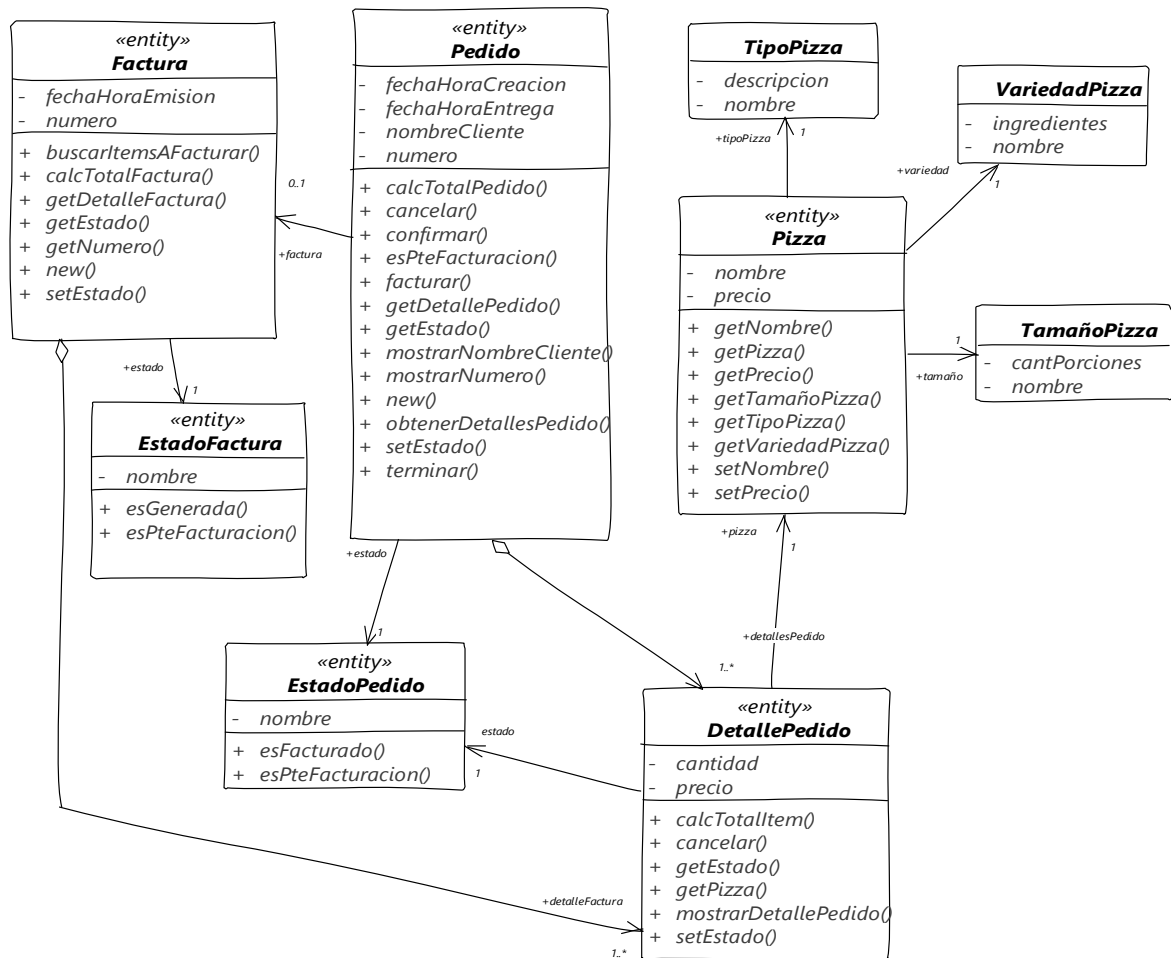 «entity»
Factura
- fechaHoraEmision
- numero
+ buscarItemsAFacturar()
+ calcTotalFactura()
+ getDetalleFactura()
+ getEstado()
+ getNumero()
+ new()
+ setEstado()
«entity»
Pedido
- fechaHoraCreacion
- fechaHoraEntrega
- nombreCliente
- numero
+ calcTotalPedido()
+ cancelar()
+ confirmar()
+ esPteFacturacion()
+ facturar()
+ getDetallePedido()
+ getEstado()
+ mostrarNombreCliente()
+ mostrarNumero()
+ new()
+ obtenerDetallesPedido()
+ setEstado()
+ terminar()
TipoPizza
- descripcion
- nombre
VariedadPizza
- ingredientes
- nombre
+tipoPizza
1
+variedad
1
0..1
+factura
«entity»
Pizza
- nombre
- precio
+ getNombre()
+ getPizza()
+ getPrecio()
+ getTamañoPizza()
+ getTipoPizza()
+ getVariedadPizza()
+ setNombre()
+ setPrecio()
1
+tamaño
TamañoPizza
- cantPorciones
- nombre
+estado
1
«entity»
EstadoFactura
- nombre
+ esGenerada()
+ esPteFacturacion()
+estado
1
+pizza
1
+detallesPedido
1..*
«entity»
EstadoPedido
- nombre
+ esFacturado()
+ esPteFacturacion()
estado
1
«entity»
DetallePedido
- cantidad
- precio
+ calcTotalItem()
+ cancelar()
+ getEstado()
+ getPizza()
+ mostrarDetallePedido()
+ setEstado()
+detalleFactura
1..*